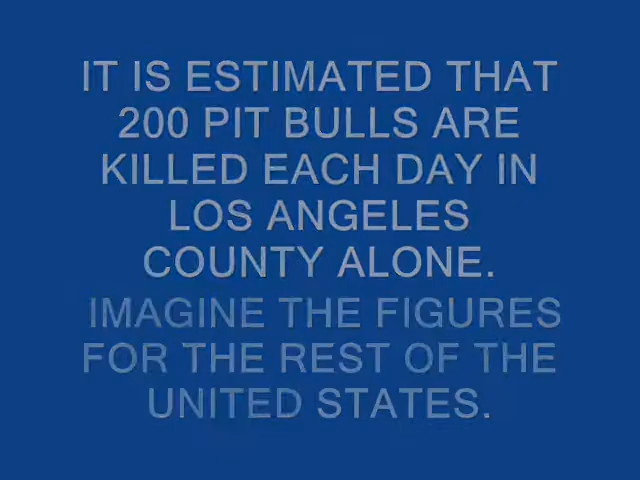 IT IS ESTIMATED THAT
200 PIT BULLS ARE
KILLED EACH DAY IN
LOS ANGELES
COUNTY ALONE.
IMAGINE THE FIGURES
FOR THE REST OF THE
UNITED STATES.